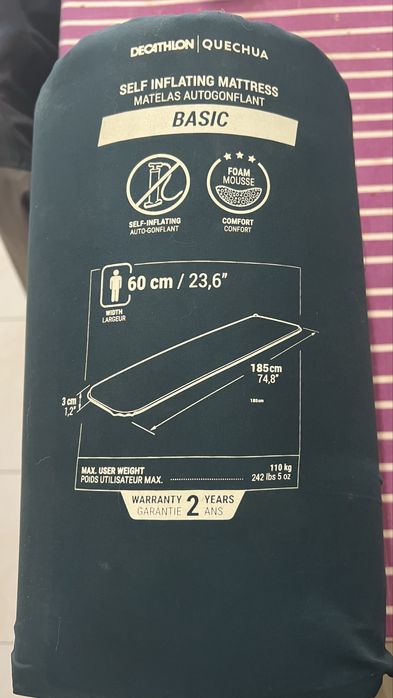 DECATHLON | QUECHUA
SELF INFLATING MATTRESS
MATELAS AUTOGONFLANT
BASIC
FOAM
MOUSSE
SELF-INFLATING
AUTO-GONFLANT
COMFORT
CONFORT
60 cm / 23,6”
WIDTH
LARGEUR
185cm
74,8”
185cm
3 cm
1,2”
MAX. USER WEIGHT 110 kg
POIDS UTILISATEUR MAX. 242 lbs 5 oz
WARRANTY 2 YEARS
GARANTIE ANS